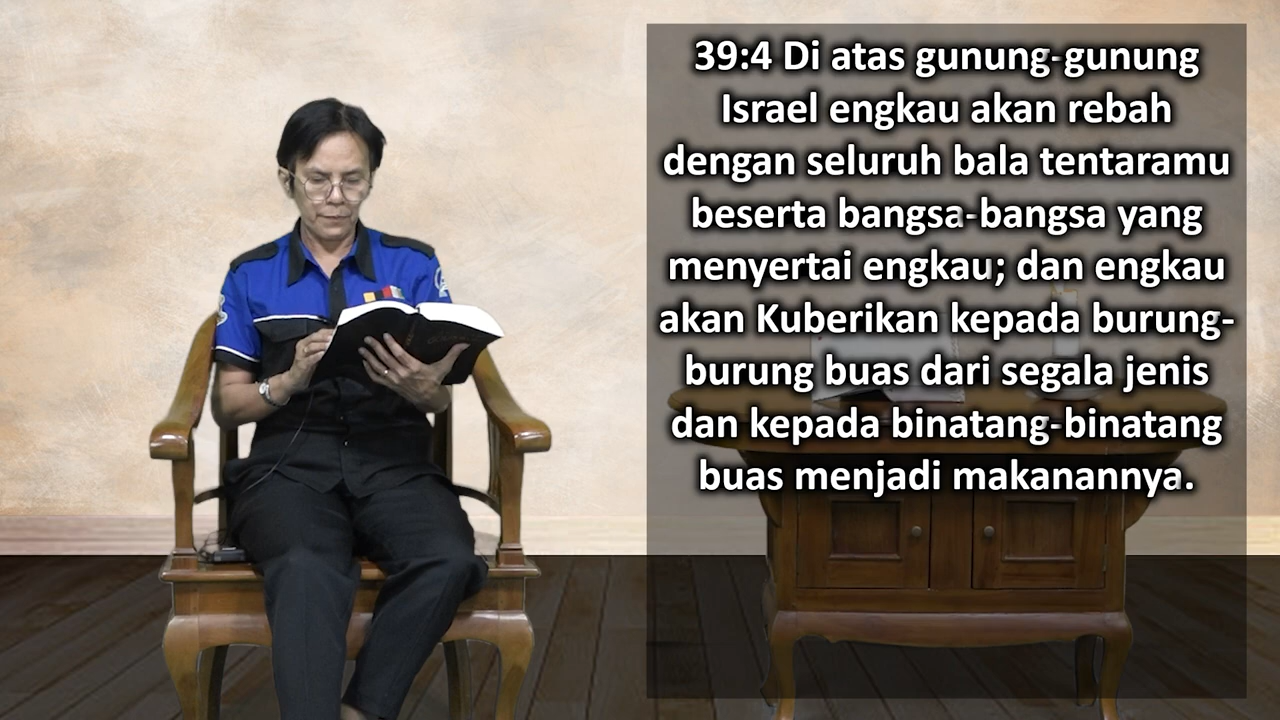 39:4 Di atas gunung-gunung
Israel engkau akan rebah
dengan seluruh bala tentaramu
beserta bangsa-bangsa yang
menyertai engkau; dan engkau
akan Kuberikan kepada burung-
burung buas dari segala jenis
dan kepada binatang-binatang
buas menjadi makanannya.